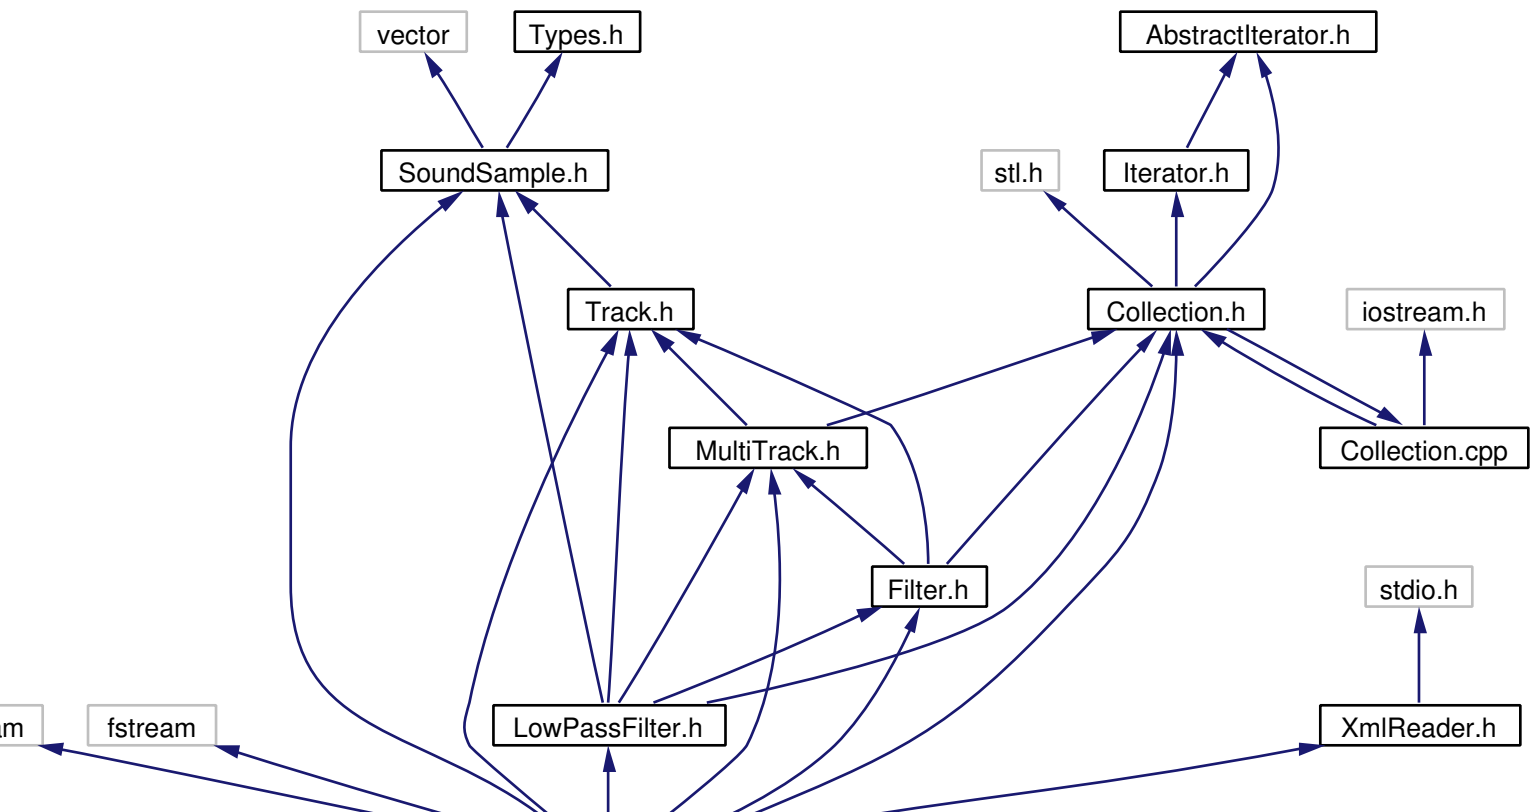 vector
Types.h
AbstractIterator.h
SoundSample.h
stl.h
Iterator.h
Track.h
Collection.h
iostream.h
MultiTrack.h
Collection.cpp
Filter.h
stdio.h
fstream
LowPassFilter.h
XmlReader.h